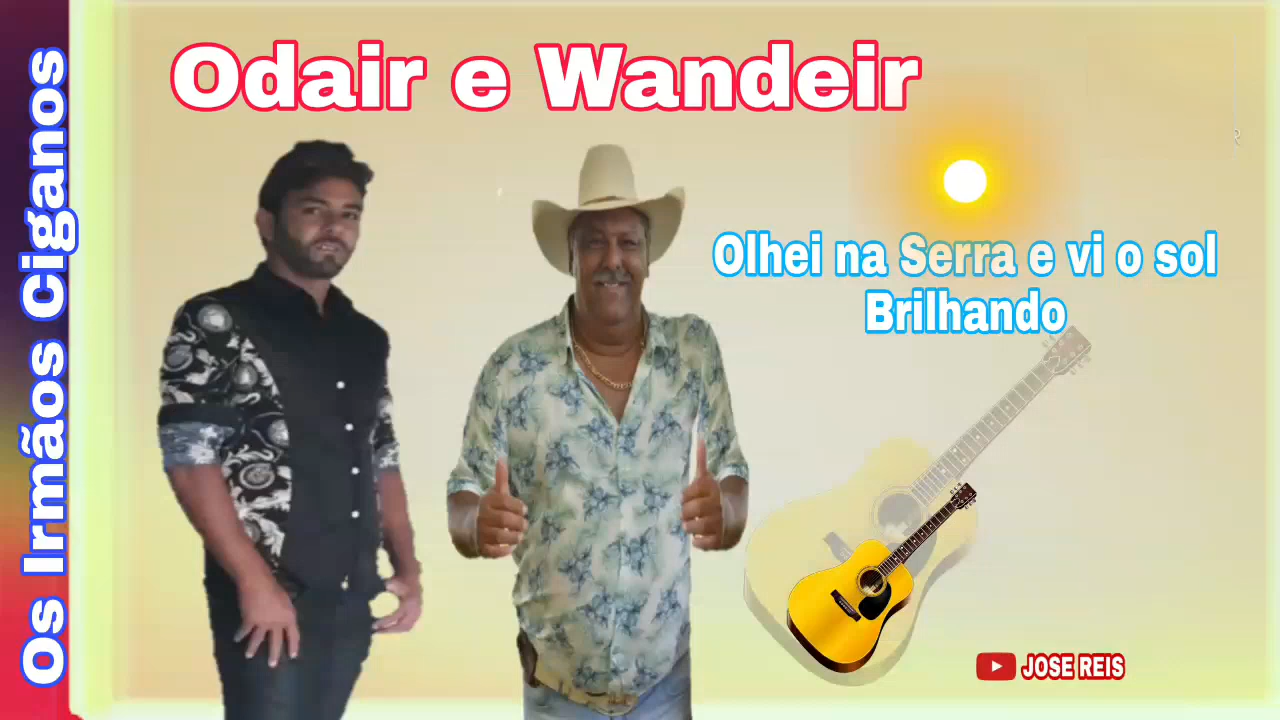 Odair e Wandeir
Os Irmãos Ciganos
Olhei na Serra e vi o sol
Brilhando
JOSE REIS